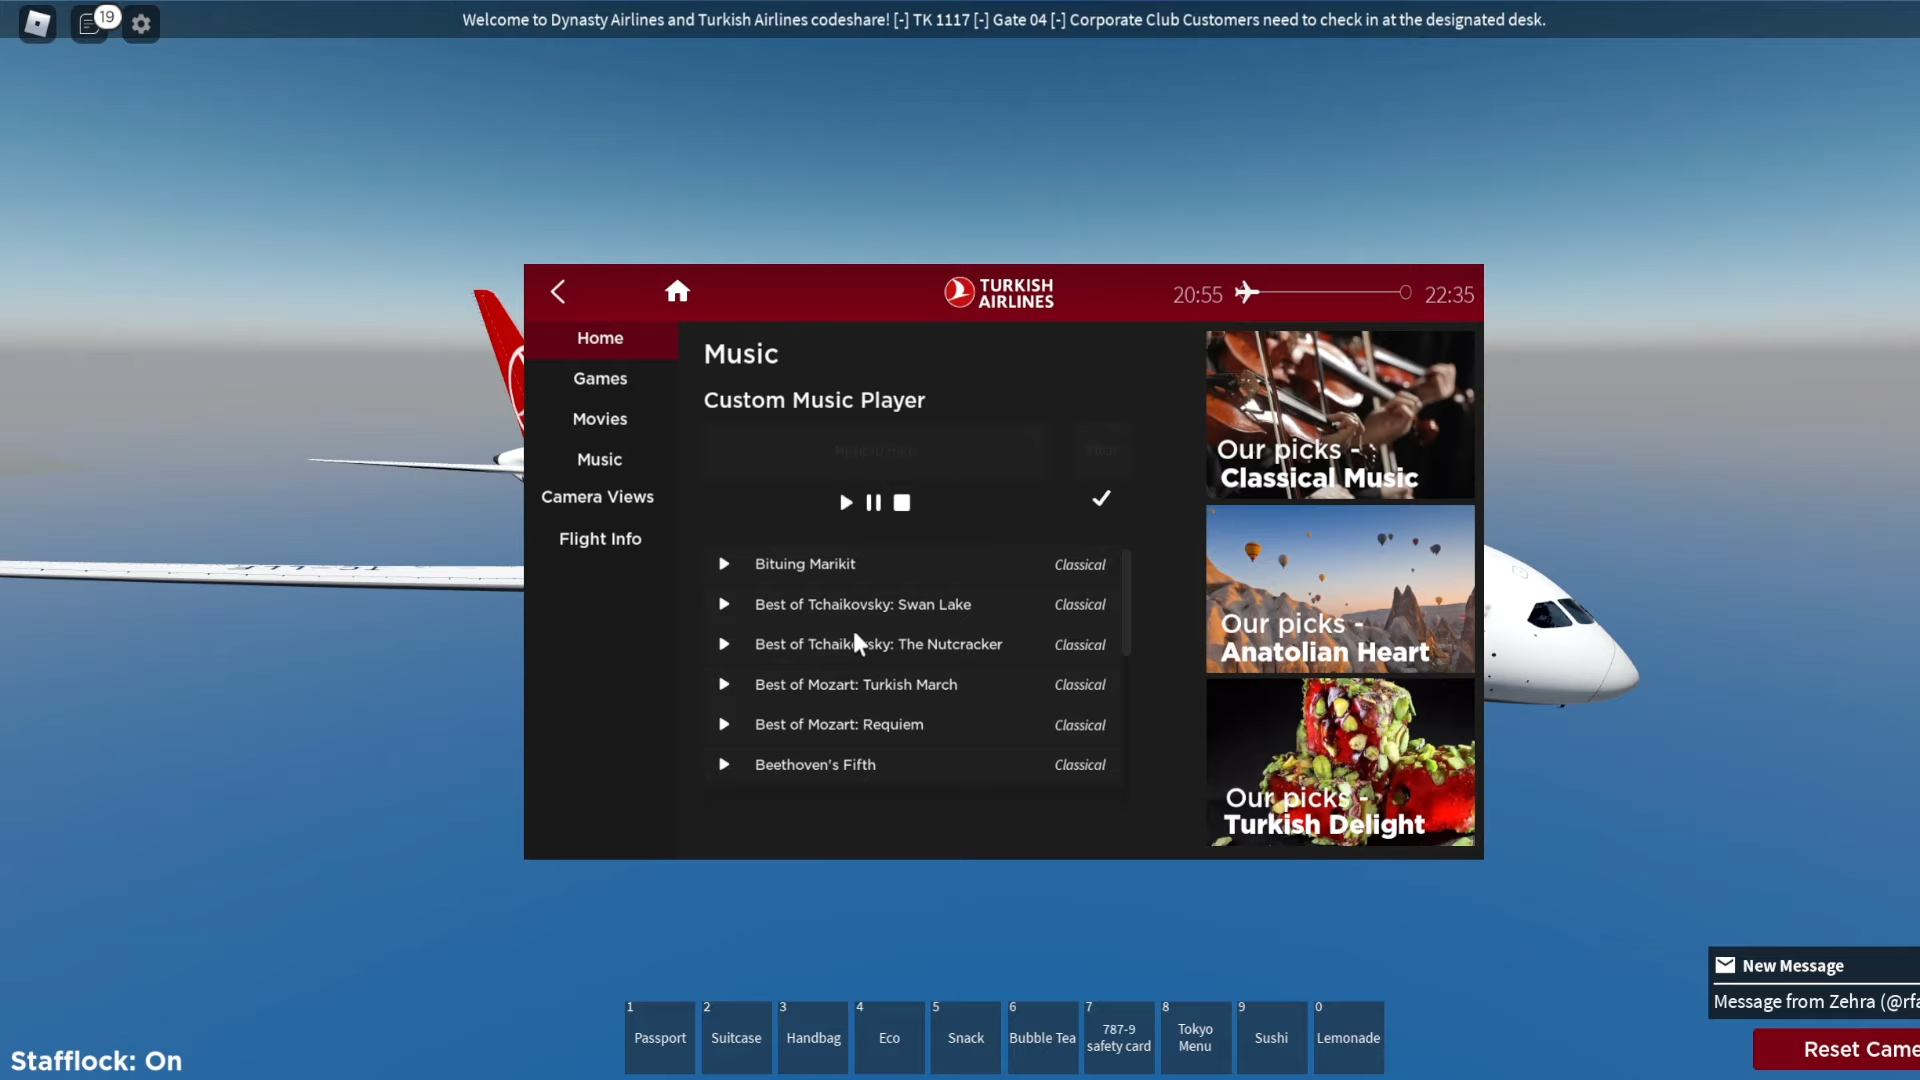 19
Welcome to Dynasty Airlines and Turkish Airlines codeshare! [-] TK 1117 [-] Gate 04 [-] Corporate Club Customers need to check in at the designated desk.
TURKISH
AIRLINES
20:55
22:35
Home
Games
Movies
Music
Camera Views
Flight Info
Music
Custom Music Player
Bituing Marikit Classical
Best of Tchaikovsky: Swan Lake Classical
Best of Tchaikovsky: The Nutcracker Classical
Best of Mozart: Turkish March Classical
Best of Mozart: Requiem Classical
Beethoven's Fifth Classical
Our picks -
Classical Music
Our picks -
Anatolian Heart
Our picks -
Turkish Delight
New Message
Message from Zehra (@rfa
Reset Came
Stafflock: On
1 Passport
2 Suitcase
3 Handbag
4 Eco
5 Snack
6 Bubble Tea
7 787-9
safety card
8 Tokyo
Menu
9 Sushi
0 Lemonade